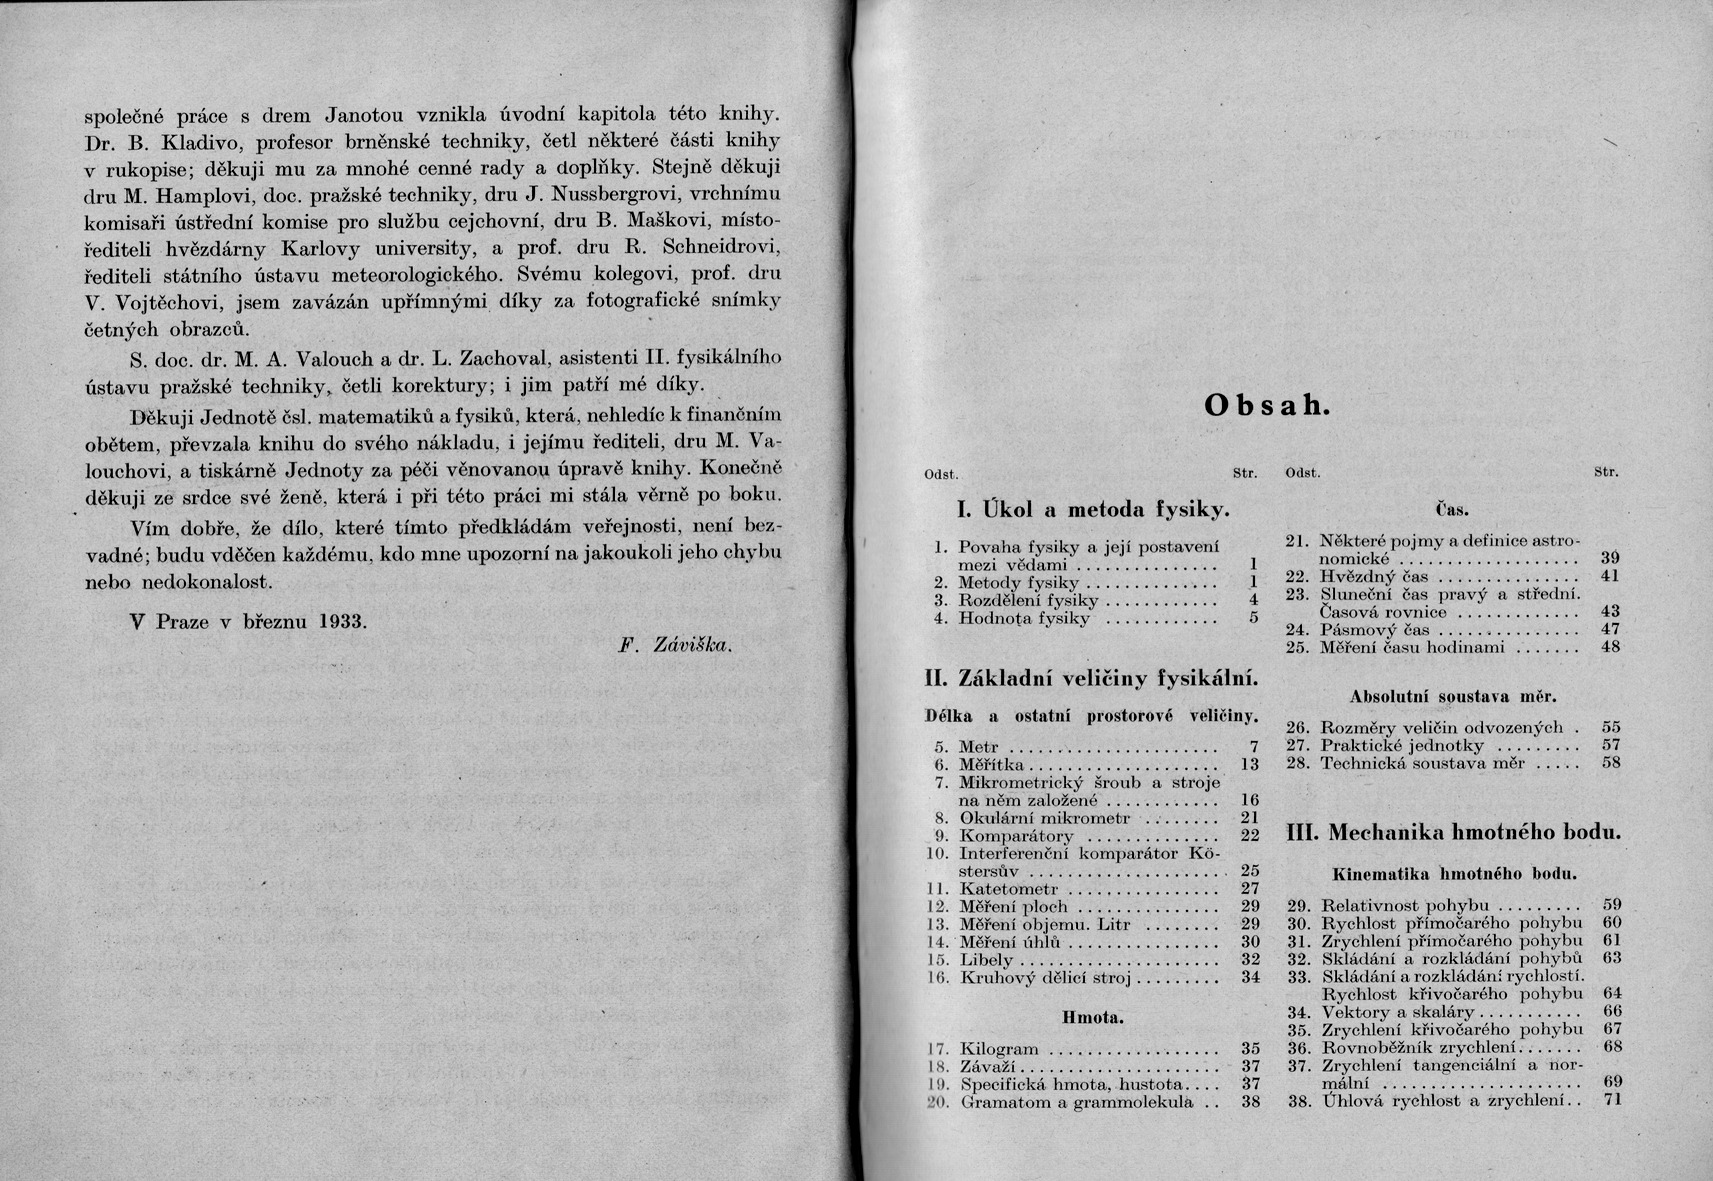 společné práce s drem Janotou vznikla úvodní kapitola této knihy.
Dr. B. Kladivo, profesor brněnské techniky, četl některé části knihy
v rukopise; děkuji mu za mnohé cenné rady a doplňky. Stejně děkuji
dru M. Hamplovi, doc. pražské techniky, dru J. Nussbergrovi, vrchnímu
komisaři ústřední komise pro službu cejchovní, dru B. Maškovi, místo-
řediteli hvězdárny Karlovy university, a prof. dru R. Schneidrovi,
řediteli státního ústavu meteorologického. Svému kolegovi, prof. dru
V. Vojtěchovi, jsem zavázán upřímnými díky za fotografické snímky
četných obrazců.
S. doc. dr. M. A. Valouch a dr. L. Zachoval, asistenti II. fysikálního
ústavu pražské techniky, četli korektury; i jim patří mé díky.
Děkuji Jednotě čsl. matematiků a fysiků, která, nehledíc k finančním
obětem, převzala knihu do svého nákladu, i jejímu řediteli, dru M. Va-
louchovi, a tiskárně Jednoty za péči věnovanou úpravě knihy. Konečně
děkuji ze srdce své ženě, která i při této práci mi stála věrně po boku.
Vím dobře, že dílo, které tímto předkládám veřejnosti, není bez-
vadné; budu vděčen každému, kdo mne upozorní na jakoukoli jeho chybu
nebo nedokonalost.
V Praze v březnu 1933.
F. Záviška.
Obsah.
Odst. Str.
I. Úkol a metoda fysiky.
1. Povaha fysiky a její postavení
mezi vědami ............... 1
2. Metody fysiky .............. 1
3. Rozdělení fysiky ............ 4
4. Hodnota fysiky ............ 5
II. Základní veličiny fysikální.
Délka a ostatní prostorové veličiny.
5. Metr ...................... 7
6. Měřítka .................... 13
7. Mikrometrický šroub a stroje
na něm založené ............ 16
8. Okulární mikrometr ........ 21
9. Komparátory .............. 22
10. Interferenční komparátor Kö-
stersův .................... 25
11. Katetometr ................ 27
12. Měření ploch ............... 29
13. Měření objemu. Litr ........ 29
14. Měření úhlů ................ 30
15. Libely ..................... 32
16. Kruhový dělicí stroj ......... 34
Hmota.
17. Kilogram .................. 35
18. Závaží ..................... 37
19. Specifická hmota, hustota.... 37
20. Gramatom a grammolekula .. 38
Odst. Str.
Čas.
21. Některé pojmy a definice astro-
nomické ................... 39
22. Hvězdný čas ............... 41
23. Sluneční čas pravý a střední.
Časová rovnice ............. 43
24. Pásmový čas ............... 47
25. Měření času hodinami ....... 48
Absolutní soustava měr.
26. Rozměry veličin odvozených . 55
27. Praktické jednotky ......... 57
28. Technická soustava měr ..... 58
III. Mechanika hmotného bodu.
Kinematika hmotného bodu.
29. Relativnost pohybu ......... 59
30. Rychlost přímočarého pohybu 60
31. Zrychlení přímočarého pohybu 61
32. Skládání a rozkládání pohybů 63
33. Skládání a rozkládání rychlostí.
Rychlost křivočarého pohybu 64
34. Vektory a skaláry ........... 66
35. Zrychlení křivočarého pohybu 67
36. Rovnoběžník zrychlení....... 68
37. Zrychlení tangenciální a nor-
mální ..................... 69
38. Úhlová rychlost a zrychlení.. 71